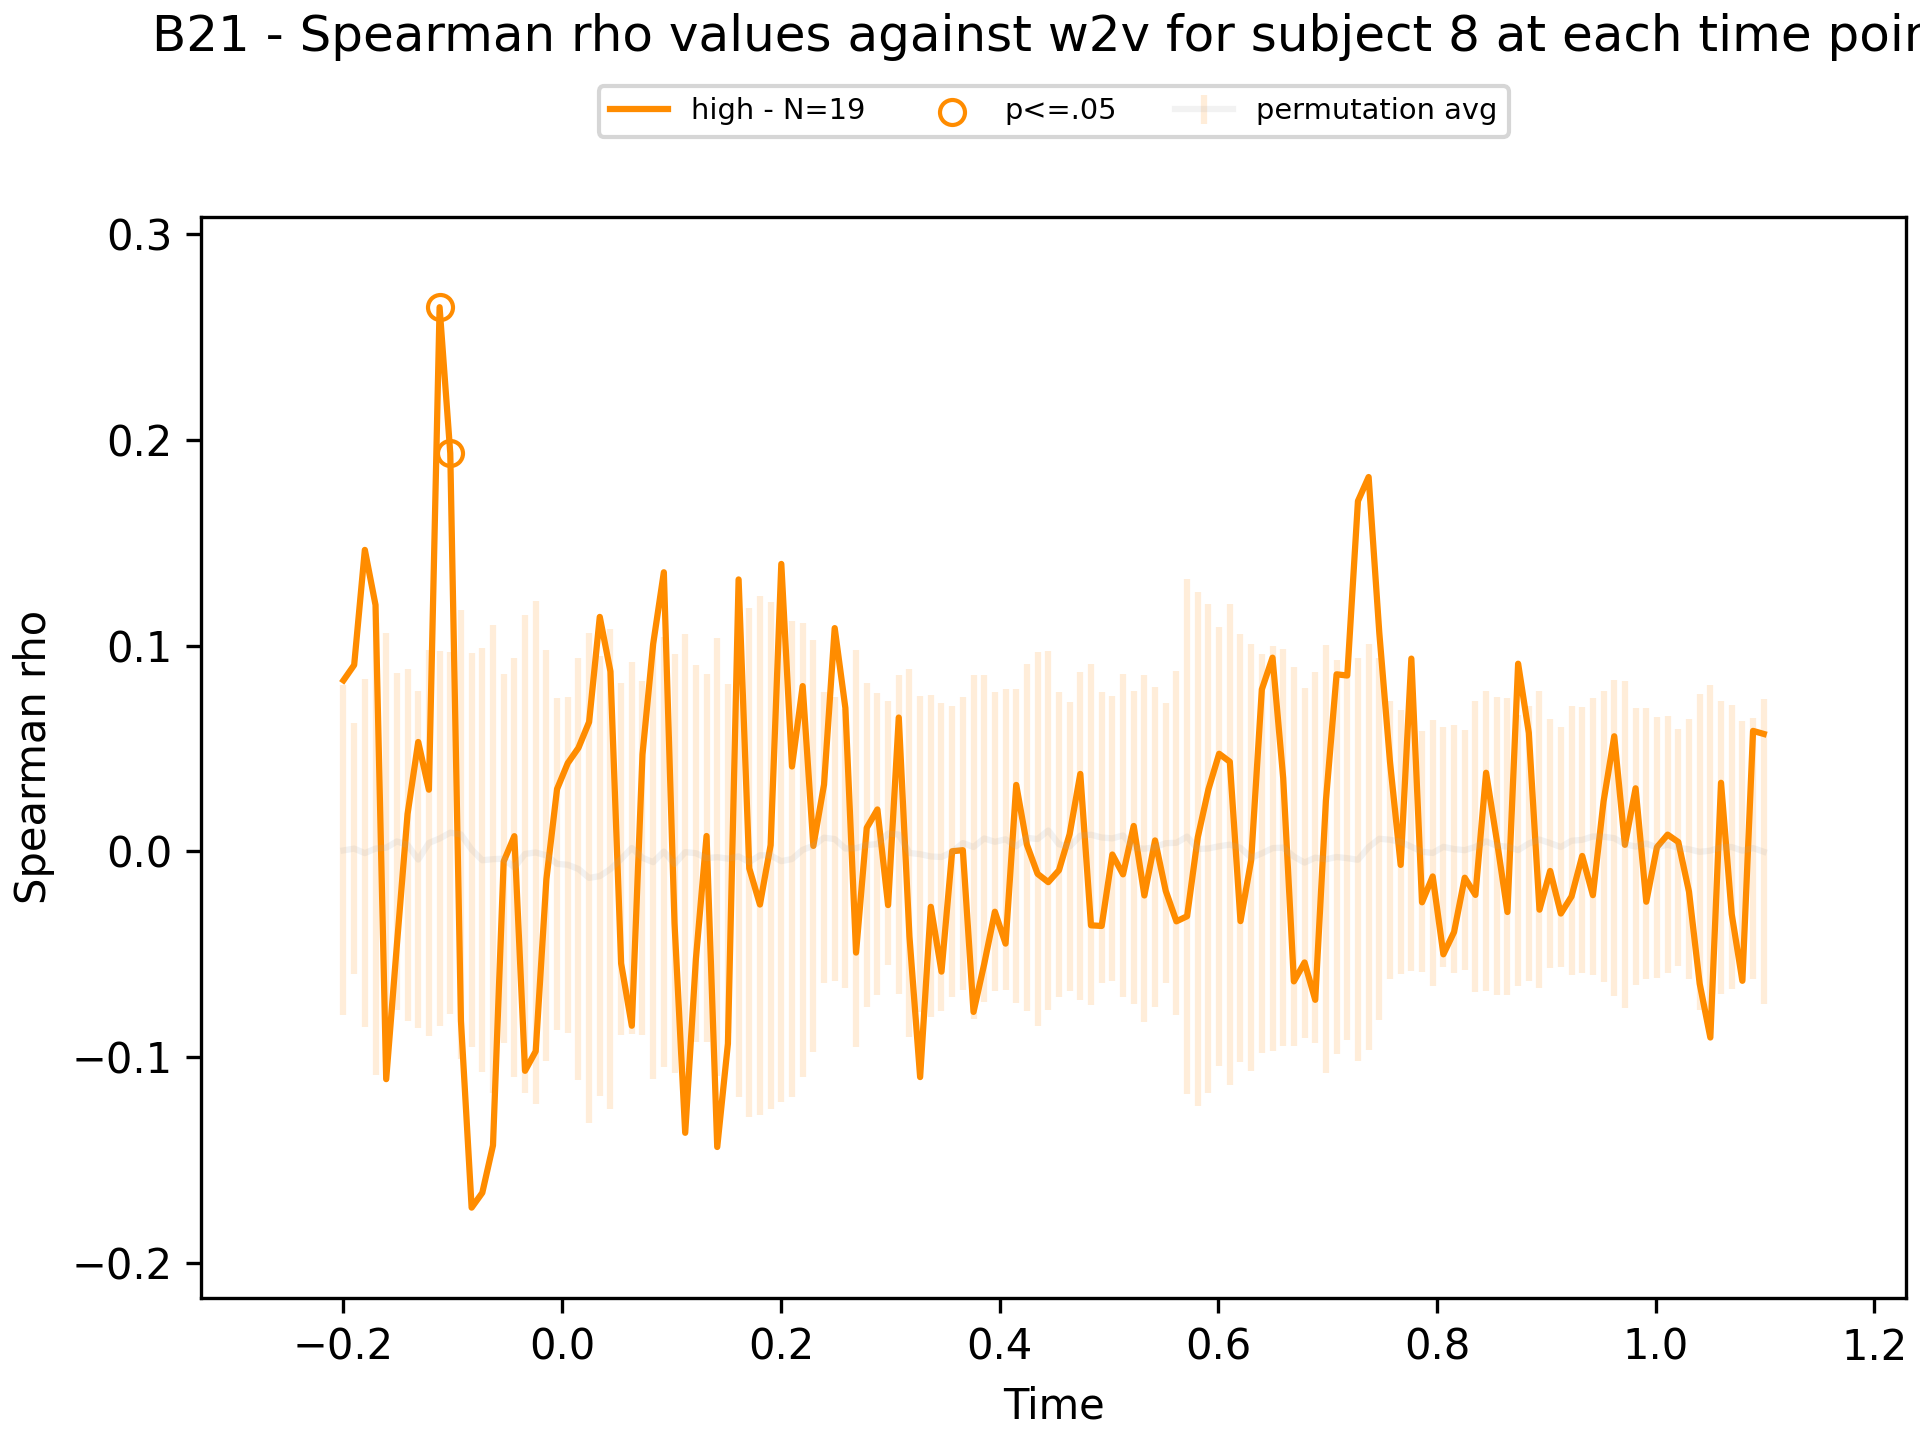 B21 - Spearman rho values against w2v for subject 8 at each time poin
high - N=19 p<=.05 permutation avg
0.3
0.2
0.1
0.0
−0.1
−0.2
Spearman rho
−0.2 0.0 0.2 0.4 0.6 0.8 1.0 1.2
Time